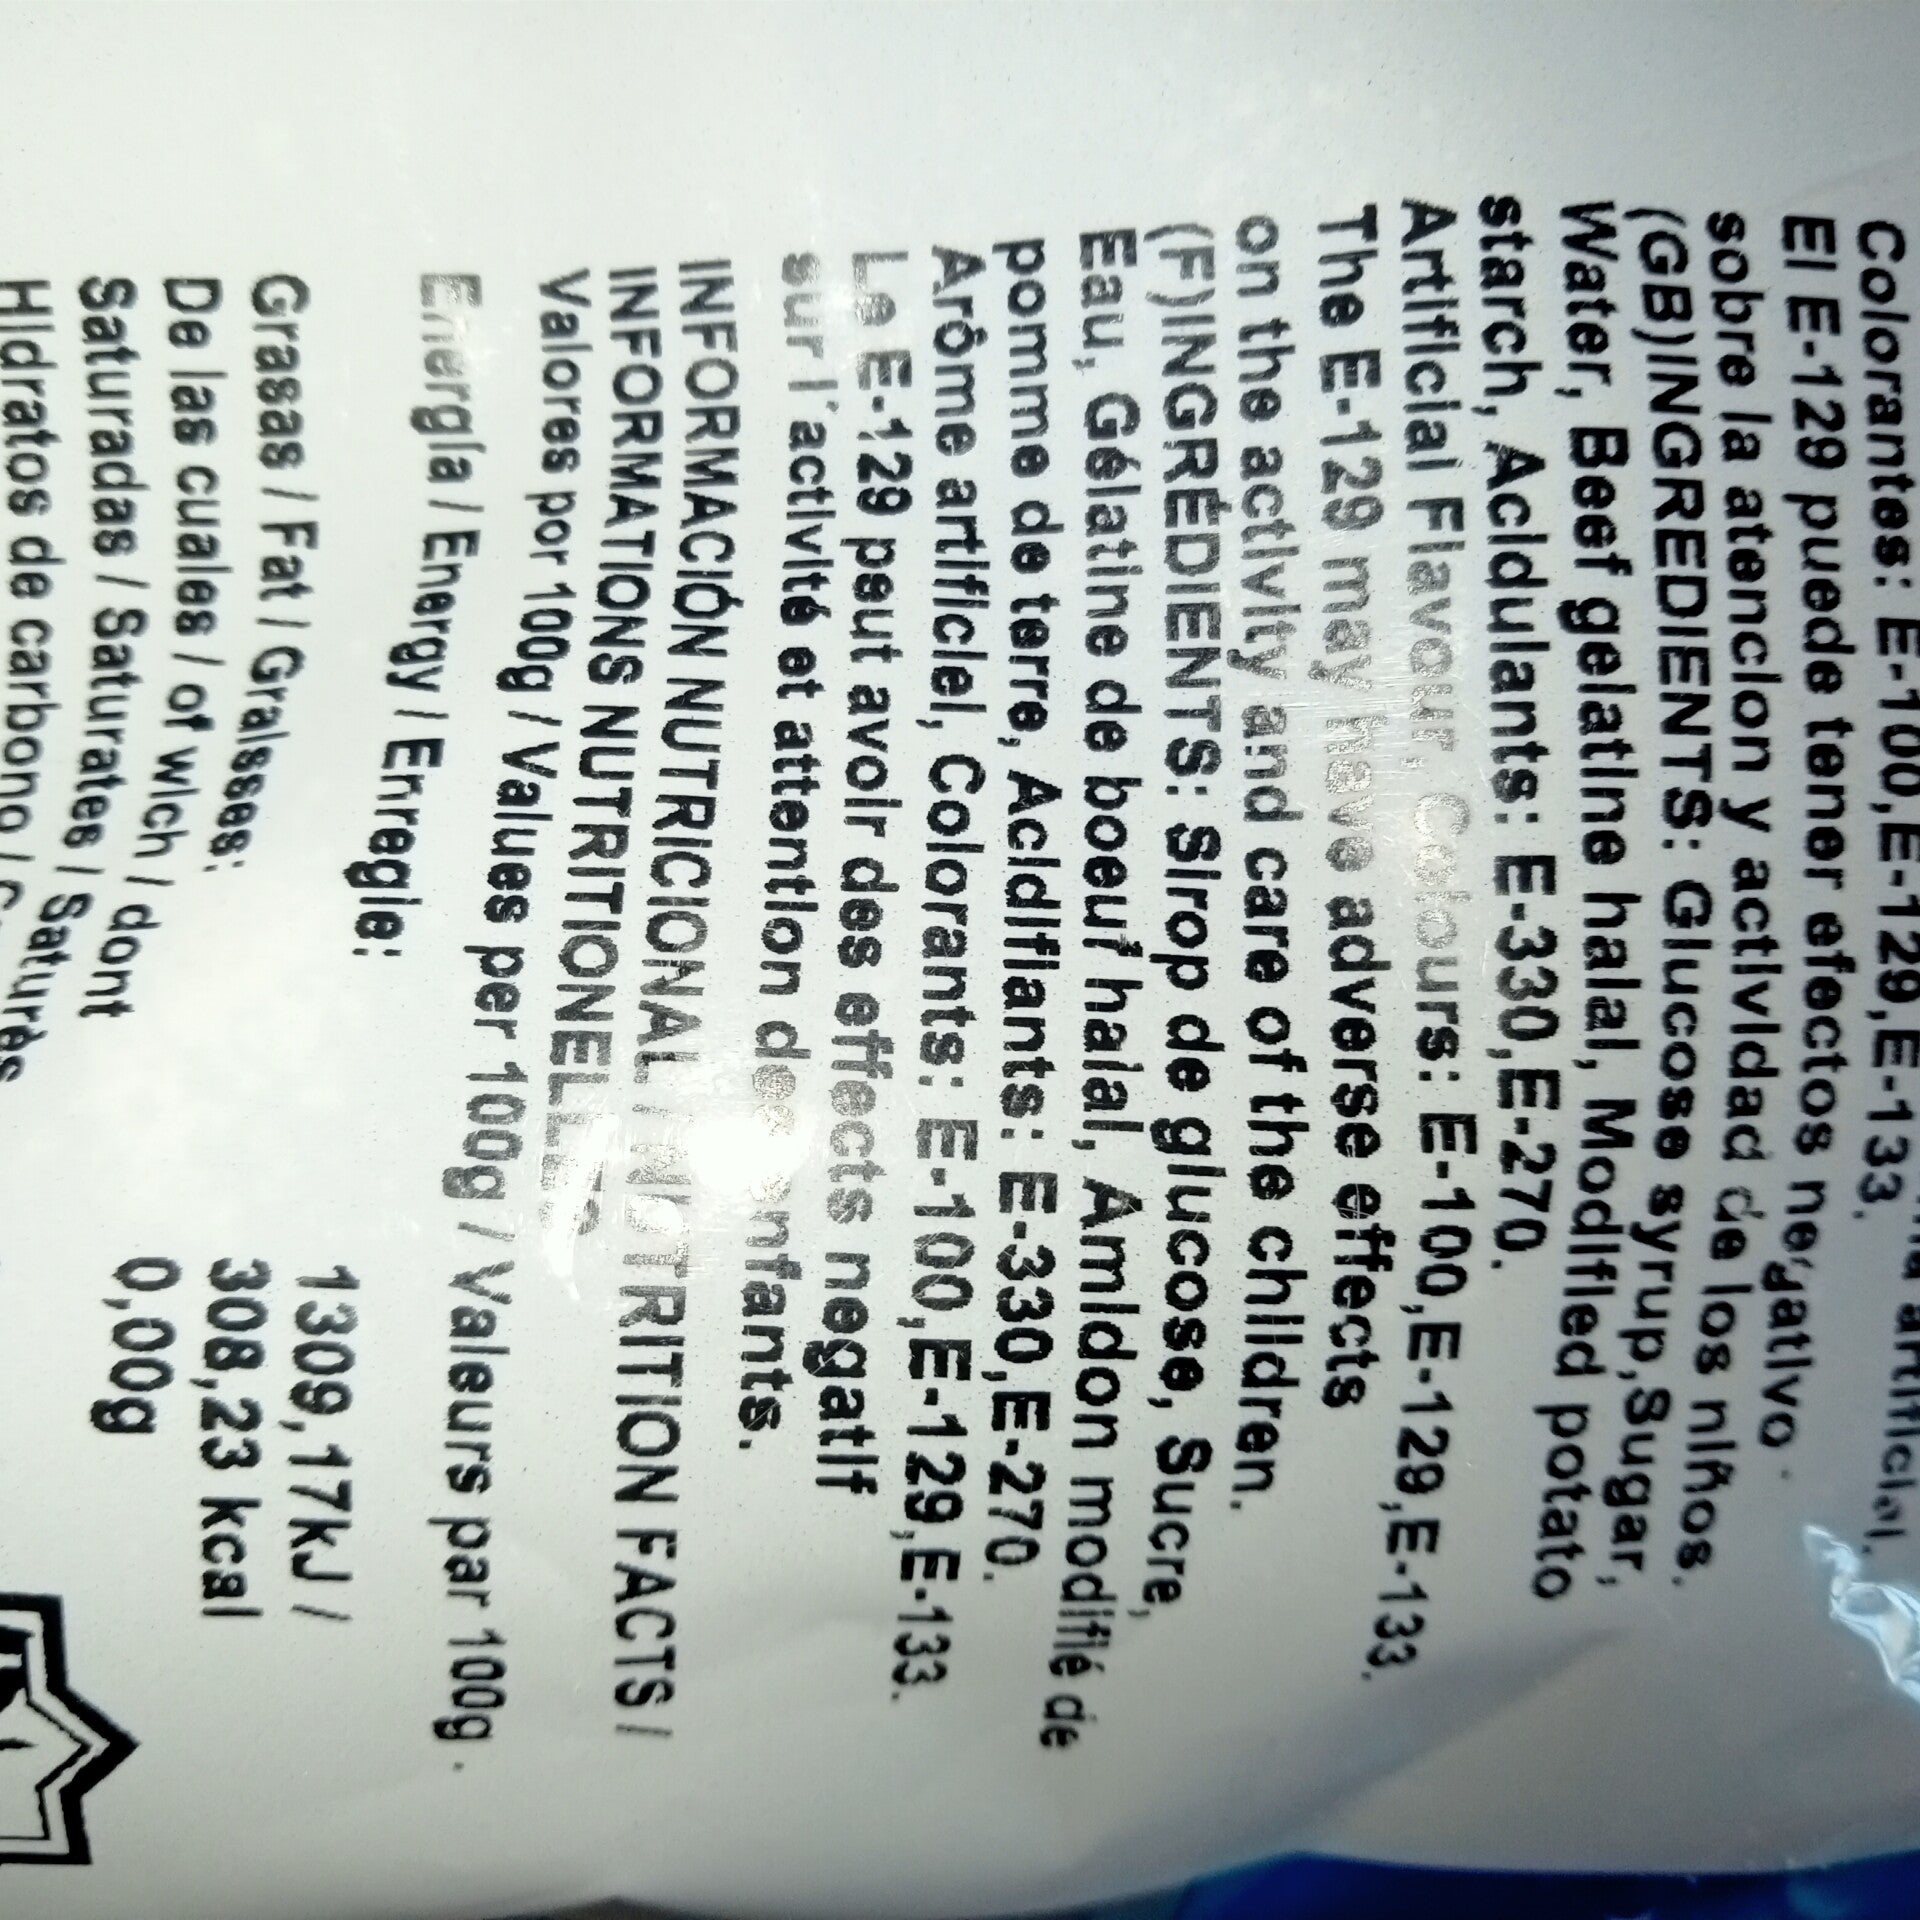 Colorantes: E-100,E-129,E-133.
El E-129 puede tener efectos negativo
sobre la atencion y actividad de los niños.
(GB)INGREDIENTS: Glucose syrup,Sugar,
Water, Beef gelatine halal, Modified potato
starch, Acidulants: E-330,E-270.
Artificial Flavour, Colours: E-100,E-129,E-133.
The E-129 may have adverse effects
on the activity and care of the children.
(F)INGRÉDIENTS: Sirop de glucose, Sucre,
Eau, Gélatine de boeuf halal, Amidon modifié de
pomme de terre, Acidifiants: E-330,E-270.
Arôme artificiel, Colorants: E-100,E-129,E-133.
Le E-129 peut avoir des effects negatif
sur l'activité et attention des enfants.
INFORMACIÓN NUTRICIONAL / NUTRITION FACTS /
INFORMATIONS NUTRITIONELLES
Valores por 100g / Values per 100g / Valeurs par 100g.
Energía / Energy / Enregie: 1309,17kJ /
308,23 kcal
Grasas / Fat / Graisses: 0,00g
De las cuales / of wich / dont
Saturadas / Saturates / Saturés
Hidratos de carbono /